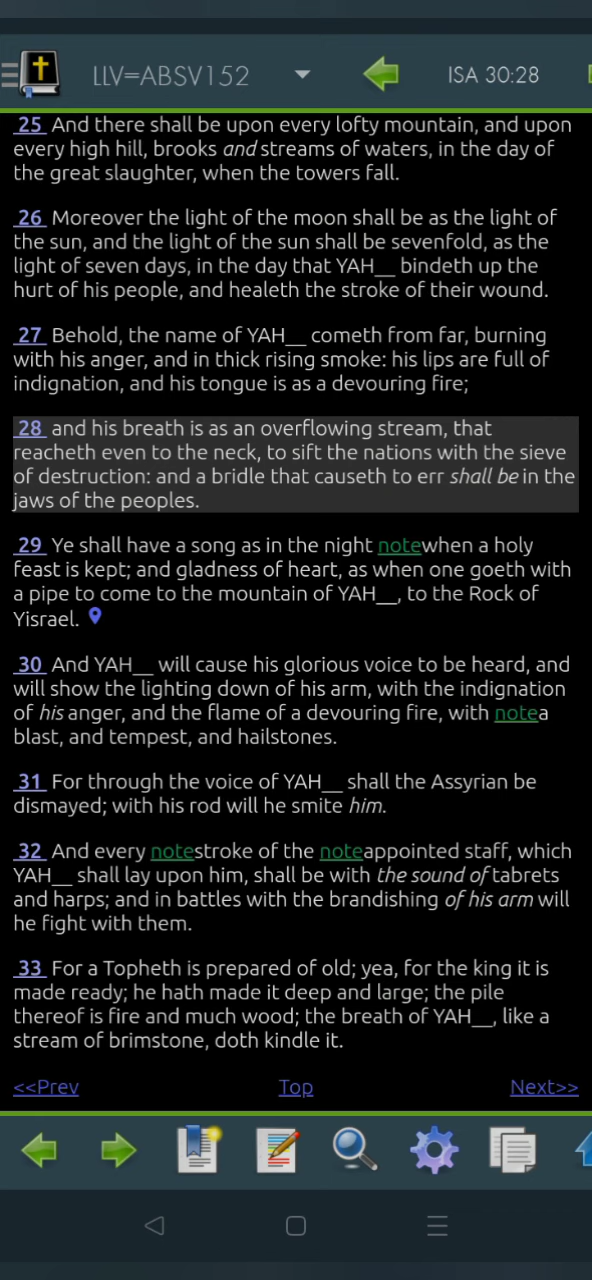 LLV=ABSV152
ISA 30:28
25 And there shall be upon every lofty mountain, and upon
every high hill, brooks and streams of waters, in the day of
the great slaughter, when the towers fall.
26 Moreover the light of the moon shall be as the light of
the sun, and the light of the sun shall be sevenfold, as the
light of seven days, in the day that YAH__ bindeth up the
hurt of his people, and healeth the stroke of their wound.
27 Behold, the name of YAH__ cometh from far, burning
with his anger, and in thick rising smoke: his lips are full of
indignation, and his tongue is as a devouring fire;
28 and his breath is as an overflowing stream, that
reacheth even to the neck, to sift the nations with the sieve
of destruction: and a bridle that causeth to err shall be in the
jaws of the peoples.
29 Ye shall have a song as in the night notewhen a holy
feast is kept; and gladness of heart, as when one goeth with
a pipe to come to the mountain of YAH__, to the Rock of
Yisrael.
30 And YAH__ will cause his glorious voice to be heard, and
will show the lighting down of his arm, with the indignation
of his anger, and the flame of a devouring fire, with notea
blast, and tempest, and hailstones.
31 For through the voice of YAH__ shall the Assyrian be
dismayed; with his rod will he smite him.
32 And every notestroke of the noteappointed staff, which
YAH__ shall lay upon him, shall be with the sound of tabrets
and harps; and in battles with the brandishing of his arm will
he fight with them.
33 For a Topheth is prepared of old; yea, for the king it is
made ready; he hath made it deep and large; the pile
thereof is fire and much wood; the breath of YAH__, like a
stream of brimstone, doth kindle it.
<<Prev Top Next>>